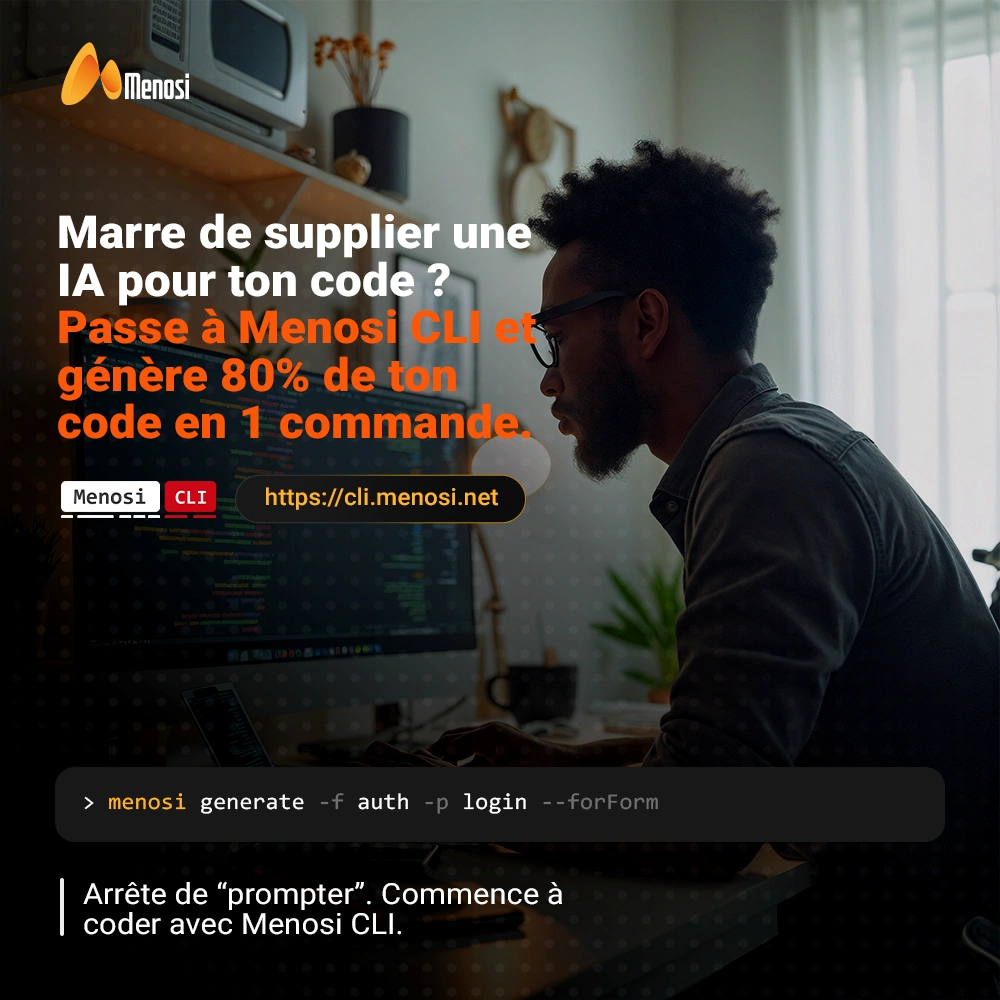 Menosi
Marre de supplier une
IA pour ton code ?
Passe à Menosi CLI et
génère 80% de ton
code en 1 commande.
Menosi CLI https://cli.menosi.net
> menosi generate -f auth -p login --forForm
Arrête de “prompter”. Commence à
coder avec Menosi CLI.